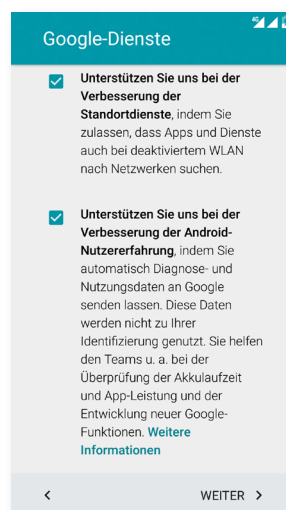 4G
Google-Dienste
Unterstützen Sie uns bei der
Verbesserung der
Standortdienste, indem Sie
zulassen, dass Apps und Dienste
auch bei deaktiviertem WLAN
nach Netzwerken suchen.
Unterstützen Sie uns bei der
Verbesserung der Android-
Nutzererfahrung, indem Sie
automatisch Diagnose- und
Nutzungsdaten an Google
senden lassen. Diese Daten
werden nicht zu Ihrer
Identifizierung genutzt. Sie helfen
den Teams u. a. bei der
Überprüfung der Akkulaufzeit
und App-Leistung und der
Entwicklung neuer Google-
Funktionen. Weitere
Informationen
WEITER